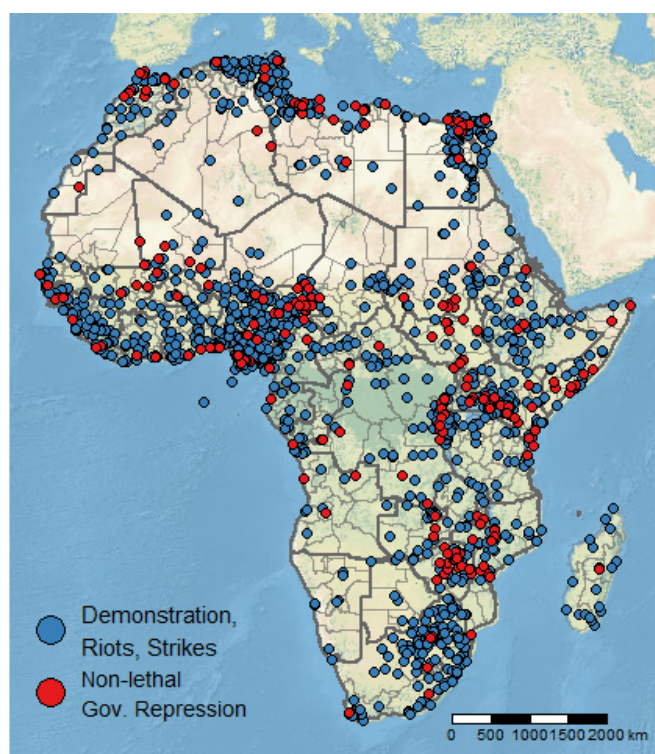 Demonstration,
Riots, Strikes
Non-lethal
Gov. Repression
0 500 1000 1500 2000 km